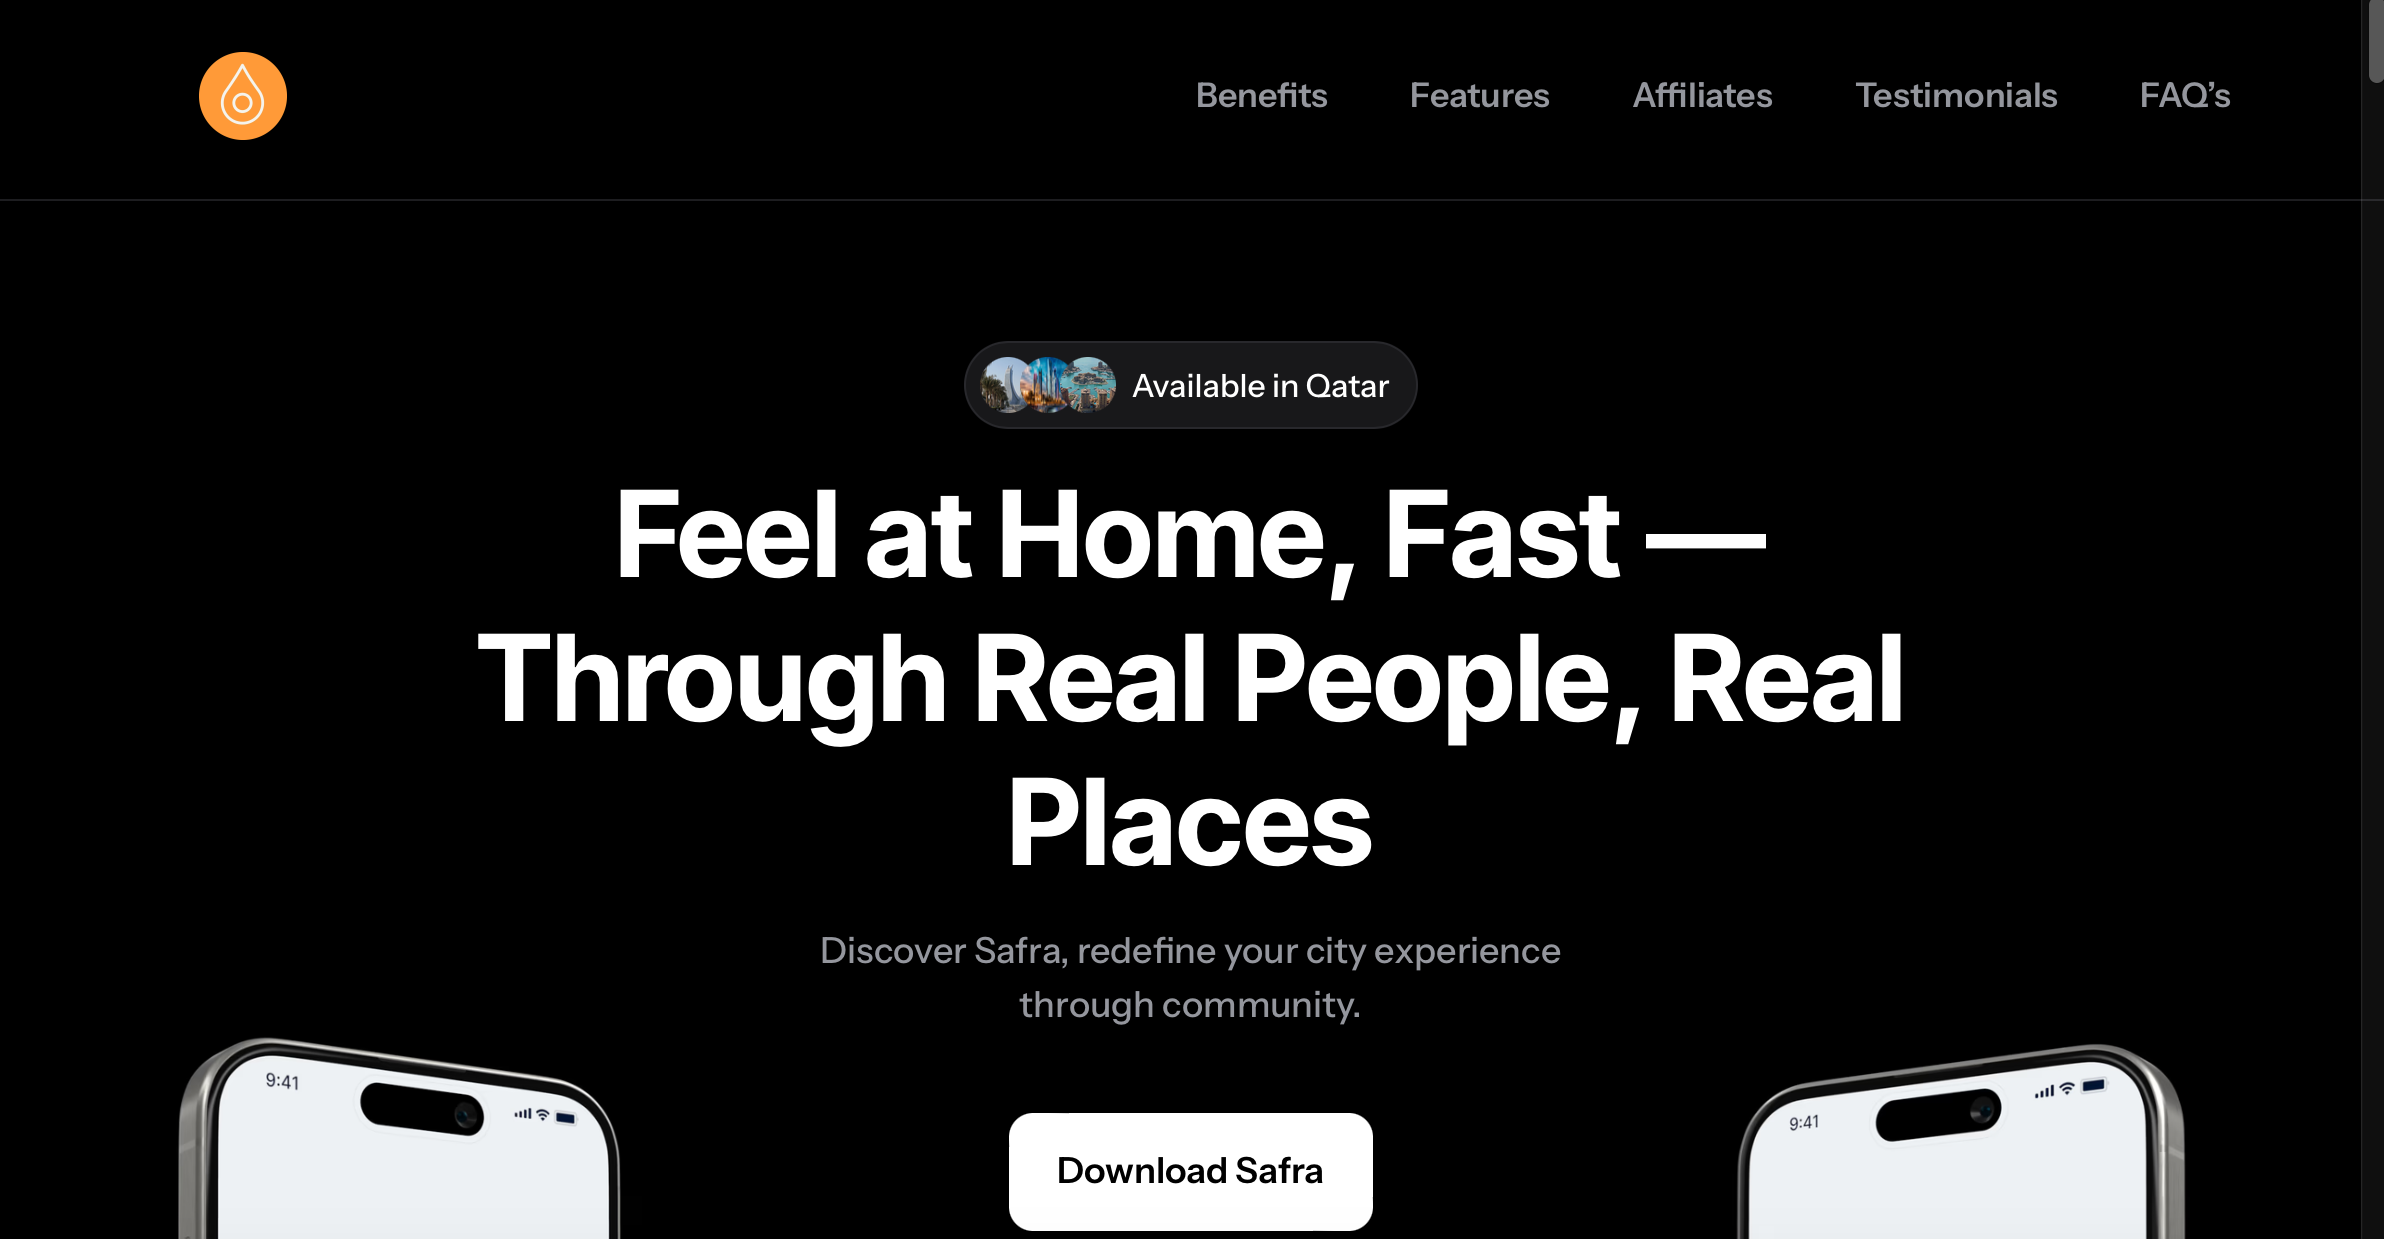 Benefits
Features
Affiliates
Testimonials
FAQ’s
Available in Qatar
Feel at Home, Fast —
Through Real People, Real
Places
Discover Safra, redefine your city experience
through community.
9:41
9:41
Download Safra